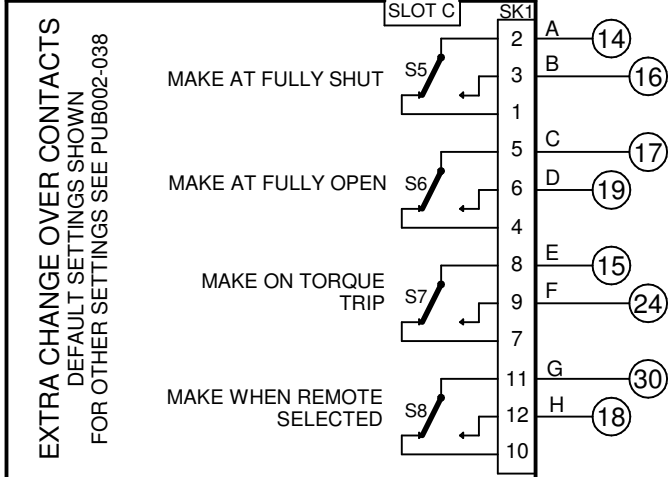 SLOT C SK1
EXTRA CHANGE OVER CONTACTS
DEFAULT SETTINGS SHOWN
FOR OTHER SETTINGS SEE PUB002-038
2 A 14
MAKE AT FULLY SHUT S5 3 B 16
1
5 C 17
MAKE AT FULLY OPEN S6 6 D 19
4
8 E 15
MAKE ON TORQUE
TRIP S7 9 F 24
7
11 G 30
MAKE WHEN REMOTE
SELECTED S8 12 H 18
10